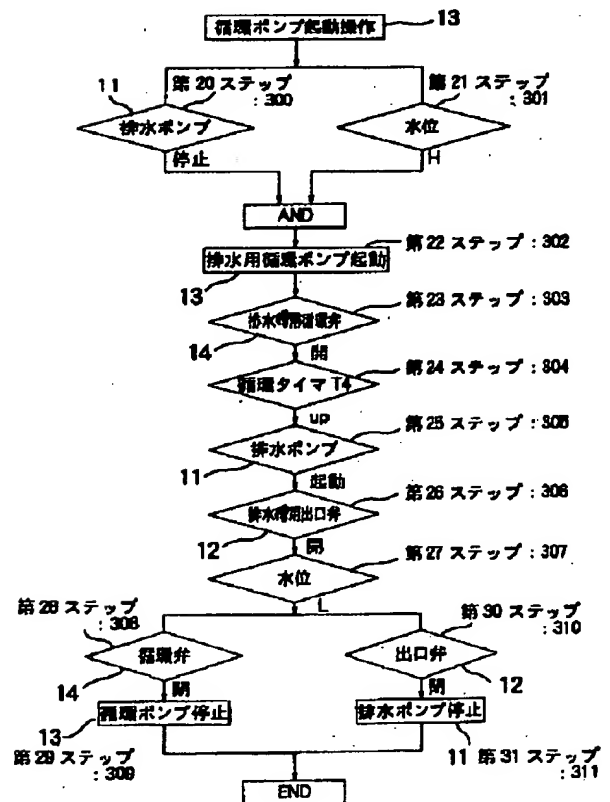 循環ポンプ起動操作
13
11
第20ステップ
:300
第21ステップ
:301
排水ポンプ
水位
停止
H
AND
第22ステップ:302
排水用循環ポンプ起動
13
第23ステップ:303
排水時用循環弁
14
開
第24ステップ:304
循環タイマ T4
up
第25ステップ:305
排水ポンプ
11
起動
第26ステップ:306
排水時用出口弁
12
開
第27ステップ:307
水位
L
第28ステップ
:308
第30ステップ
:310
循環弁
出口弁
14
12
閉
閉
13
循環ポンプ停止
排水ポンプ停止
第29ステップ
:309
11
第31ステップ
:311
END